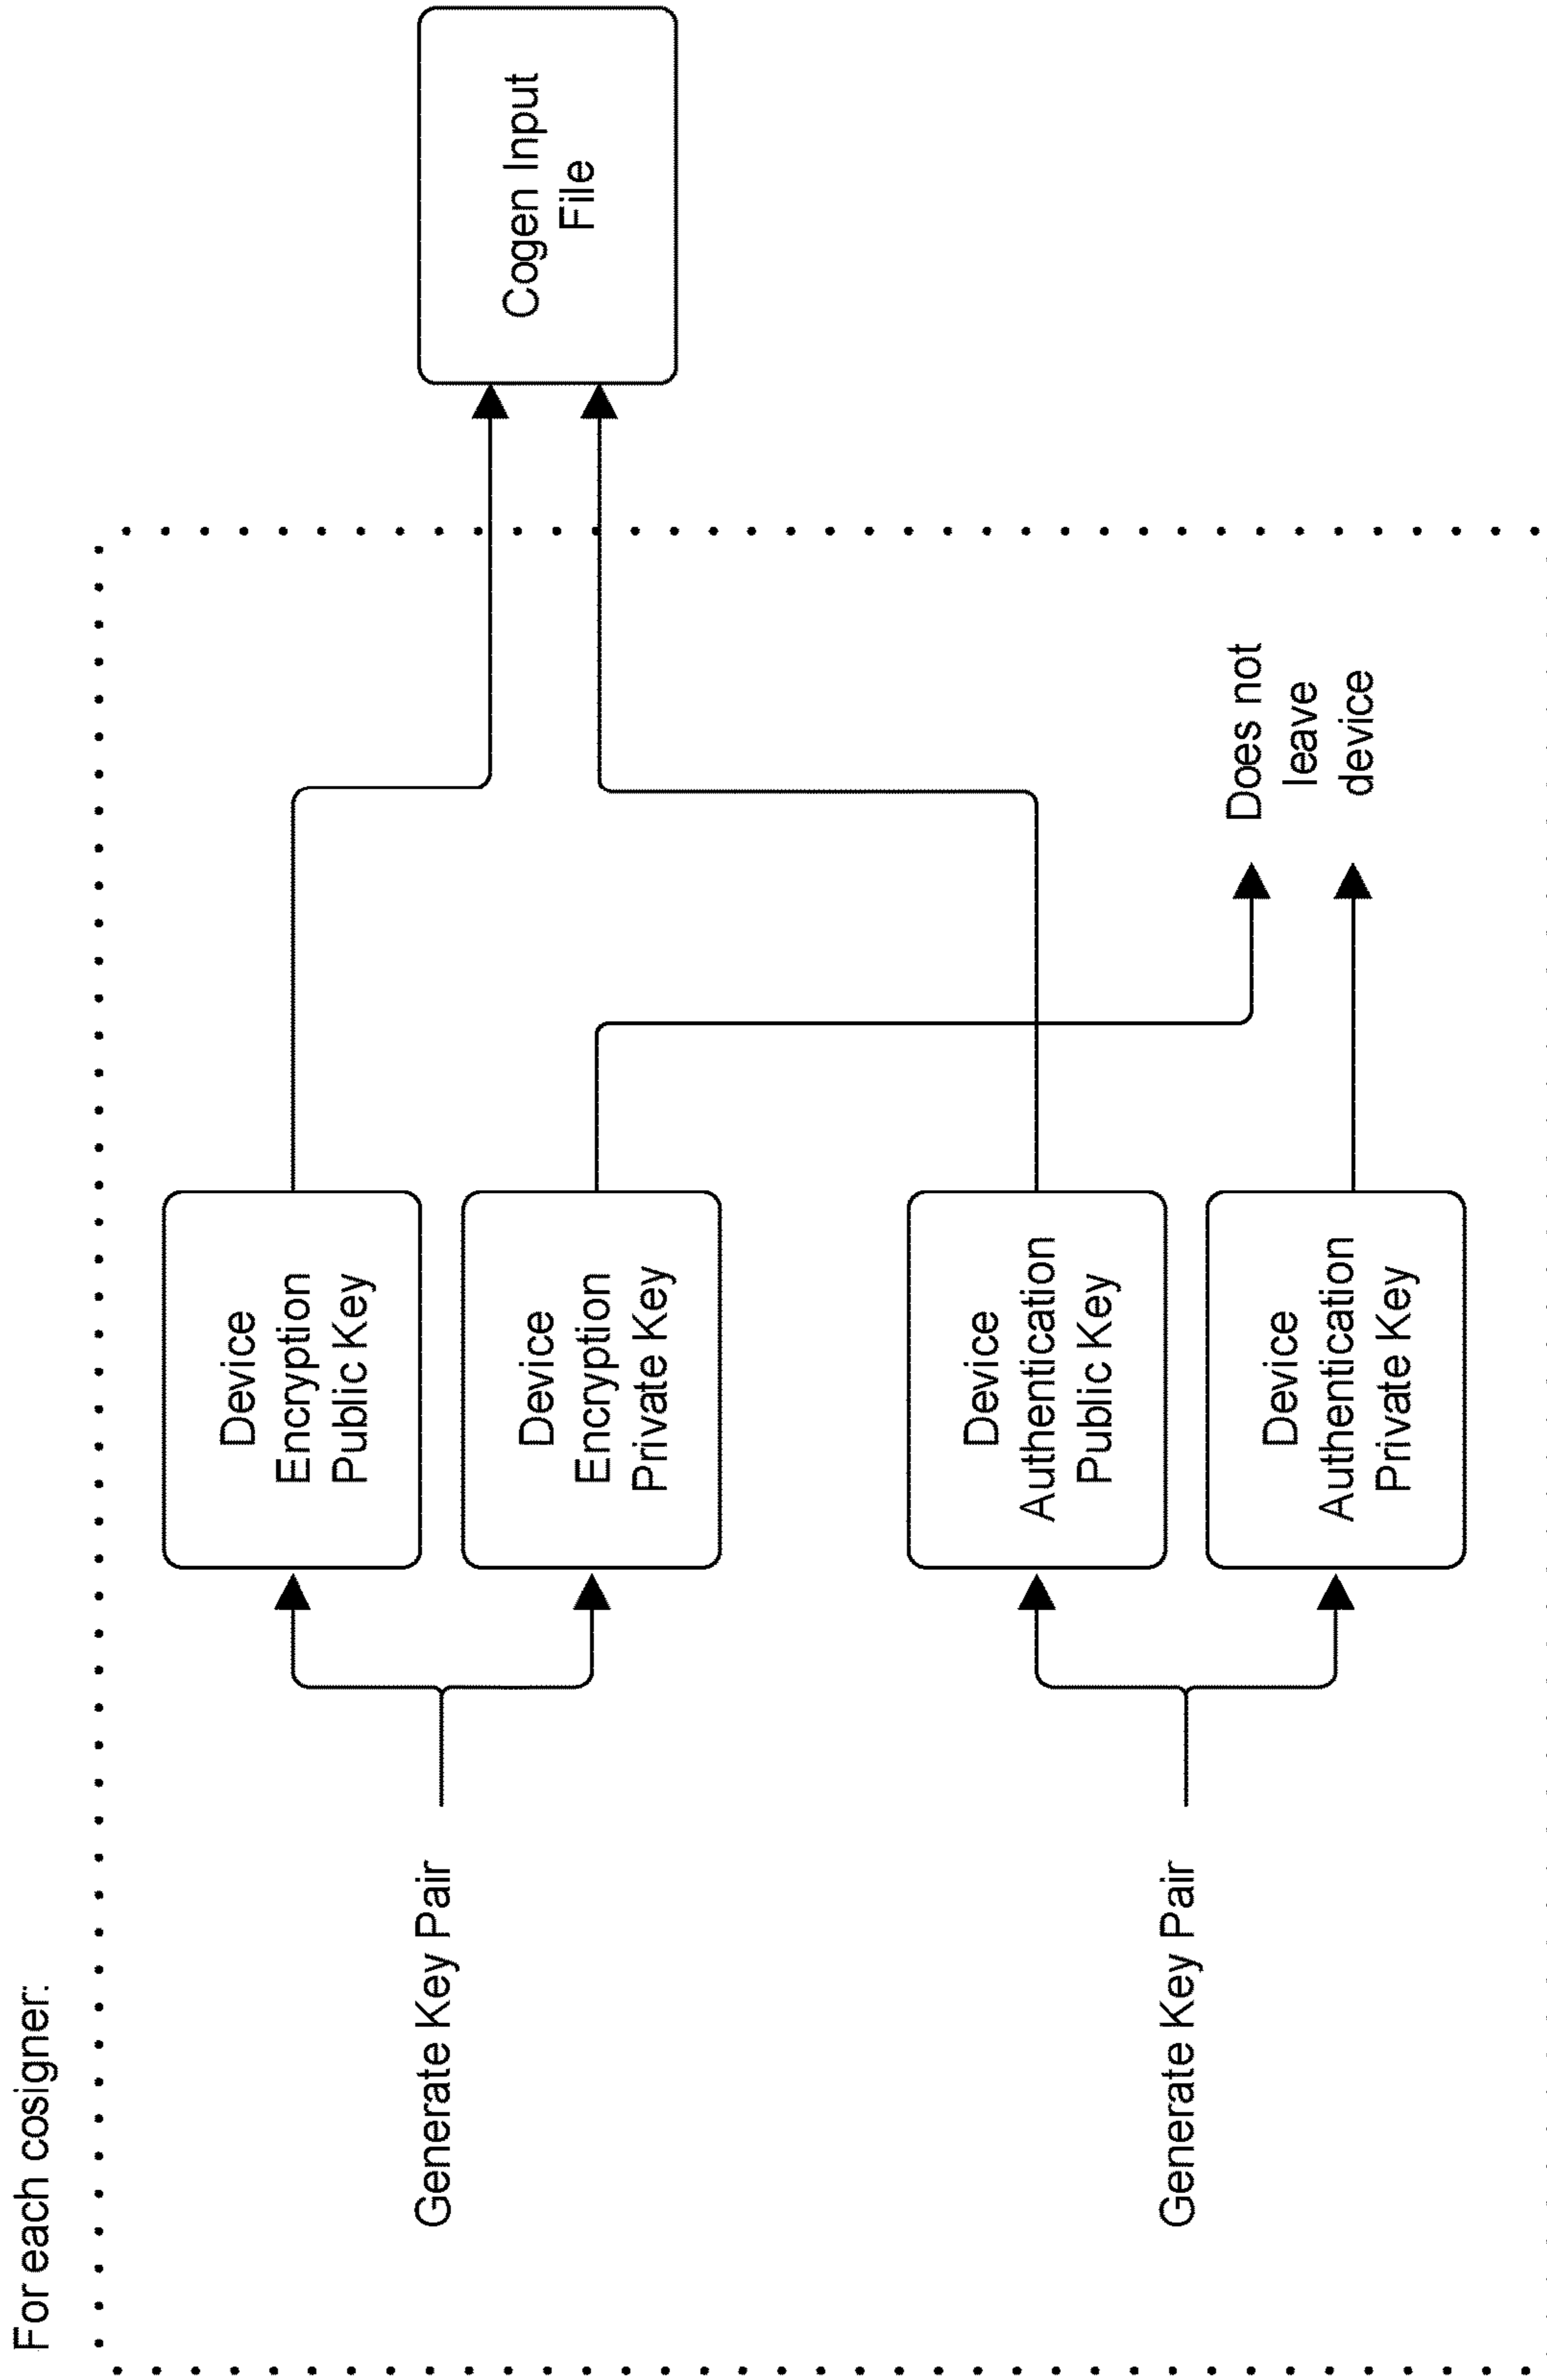 For each cosigner:
Generate Key Pair
Device
Encryption
Public Key
Device
Encryption
Private Key
Generate Key Pair
Device
Authentication
Public Key
Device
Authentication
Private Key
Does not
leave
device
Cogen Input
File